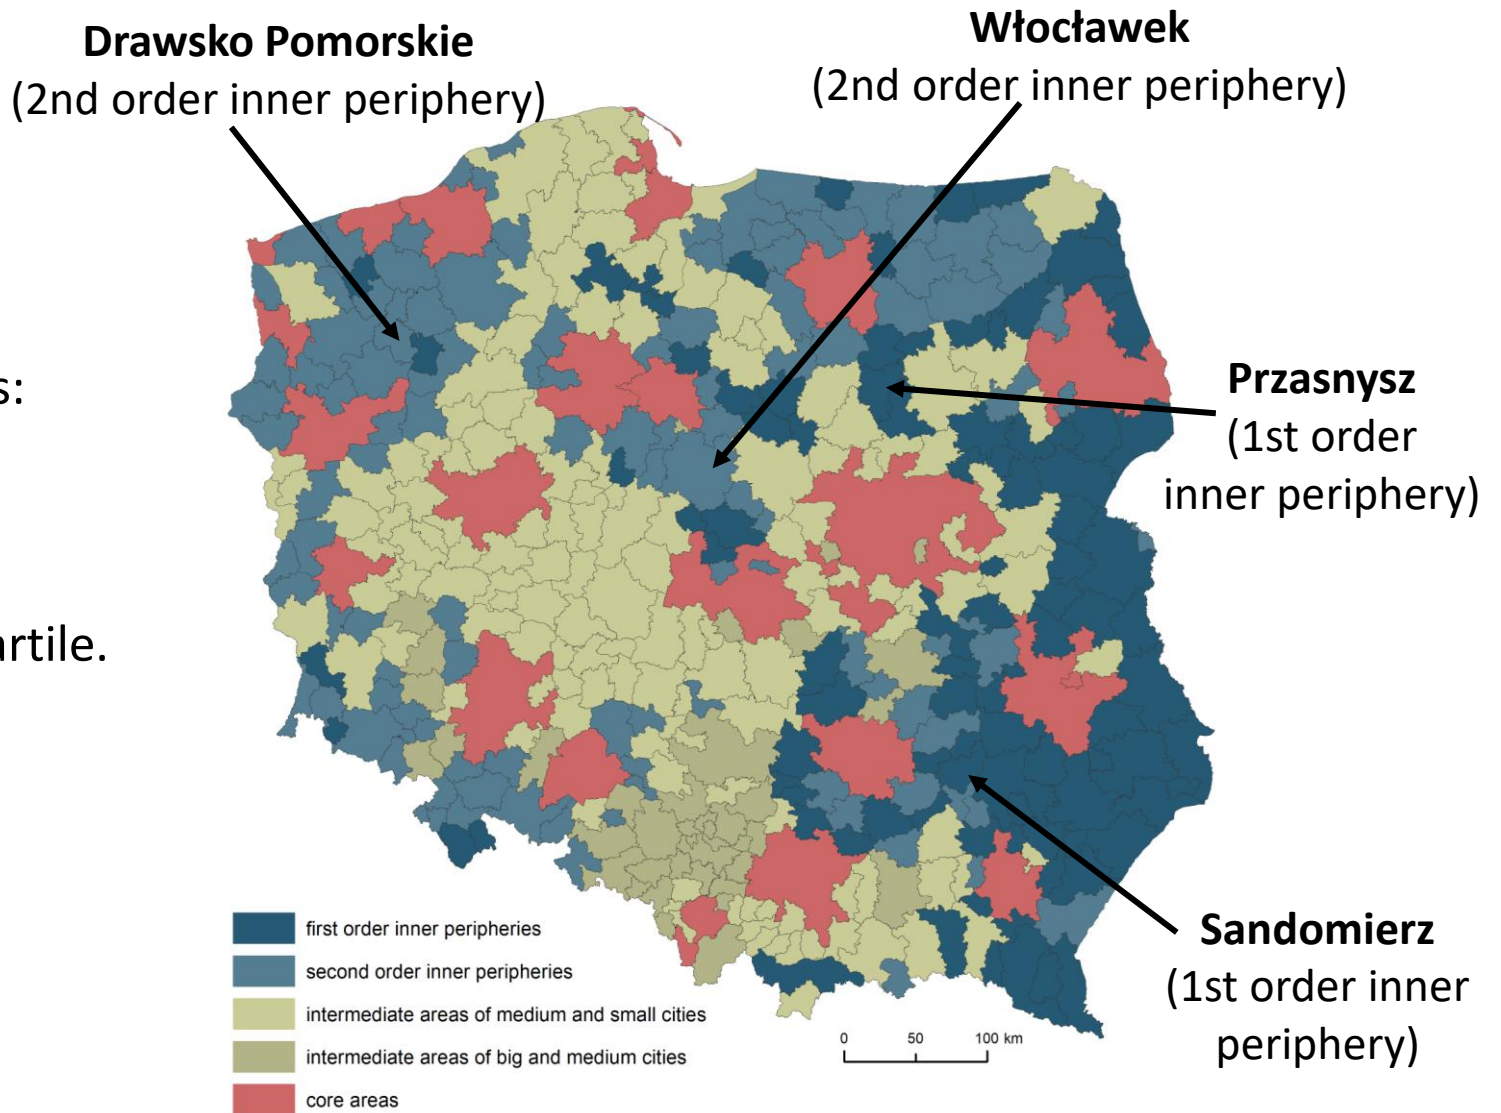 Drawsko Pomorskie
(2nd order inner periphery)
Włocławek
(2nd order inner periphery)
s:
Przasnysz
(1st order
inner periphery)
artile.
Sandomierz
(1st order inner
periphery)
first order inner peripheries
second order inner peripheries
intermediate areas of medium and small cities
intermediate areas of big and medium cities
core areas
0 50 100 km